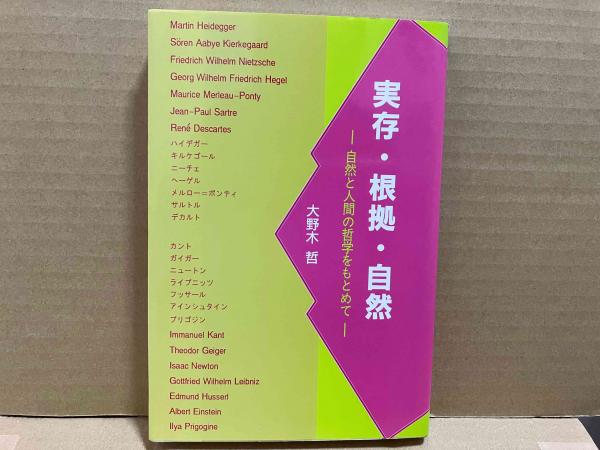 実存・根拠・自然
─ 自然と人間の哲学をもとめて ─
大野木 哲
Martin Heidegger
Sören Aabye Kierkegaard
Friedrich Wilhelm Nietzsche
Georg Wilhelm Friedrich Hegel
Maurice Merleau-Ponty
Jean-Paul Sartre
René Descartes
ハイデガー
キルケゴール
ニーチェ
ヘーゲル
メルロー=ポンティ
サルトル
デカルト
カント
ガイガー
ニュートン
ライプニッツ
フッサール
アインシュタイン
プリゴジン
Immanuel Kant
Theodor Geiger
Isaac Newton
Gottfried Wilhelm Leibniz
Edmund Husserl
Albert Einstein
Ilya Prigogine